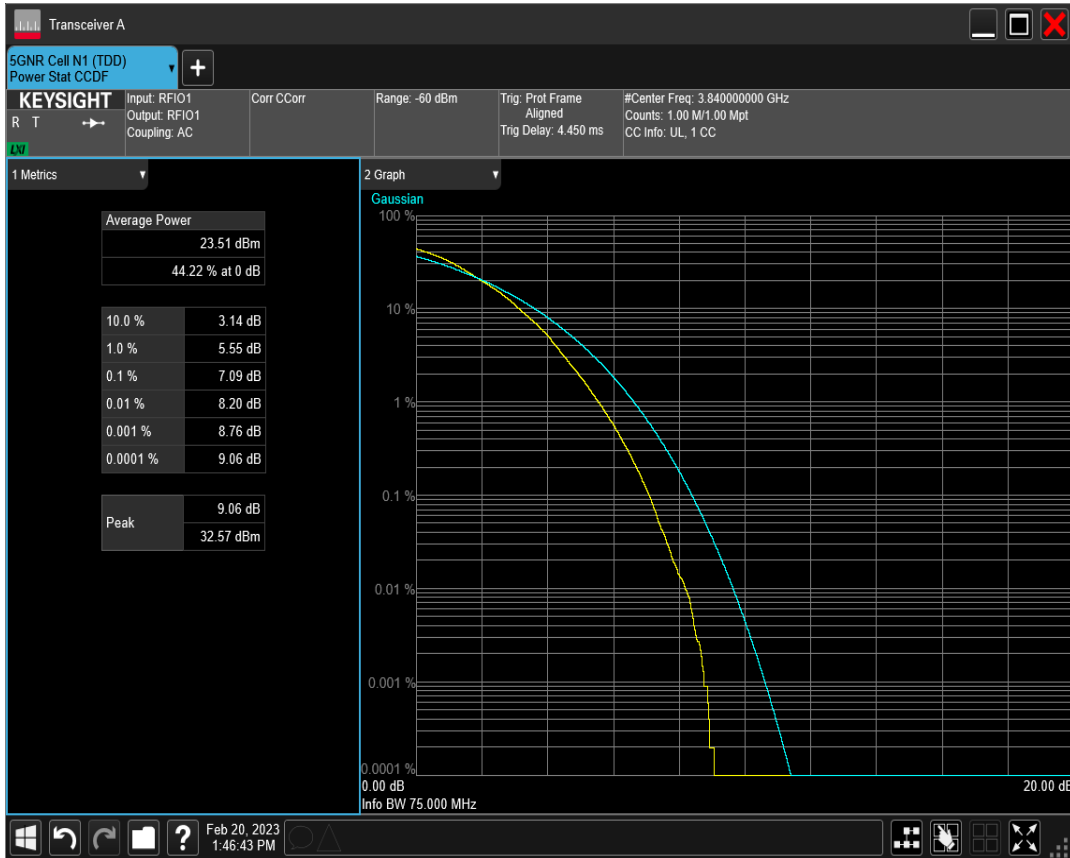 Transceiver A
5GNR Cell N1 (TDD)
Power Stat CCDF
+
KEYSIGHT
R T
LXI
Input: RFIO1
Output: RFIO1
Coupling: AC
Corr CCorr
Range: -60 dBm
Trig: Prot Frame
Aligned
Trig Delay: 4.450 ms
#Center Freq: 3.840000000 GHz
Counts: 1.00 M/1.00 Mpt
CC Info: UL, 1 CC
1 Metrics
Average Power
23.51 dBm
44.22 % at 0 dB
10.0 % 3.14 dB
1.0 % 5.55 dB
0.1 % 7.09 dB
0.01 % 8.20 dB
0.001 % 8.76 dB
0.0001 % 9.06 dB
Peak
9.06 dB
32.57 dBm
2 Graph
Gaussian
100 %
10 %
1 %
0.1 %
0.01 %
0.001 %
0.0001 %
0.00 dB 20.00 dB
Info BW 75.000 MHz
?
Feb 20, 2023
1:46:43 PM